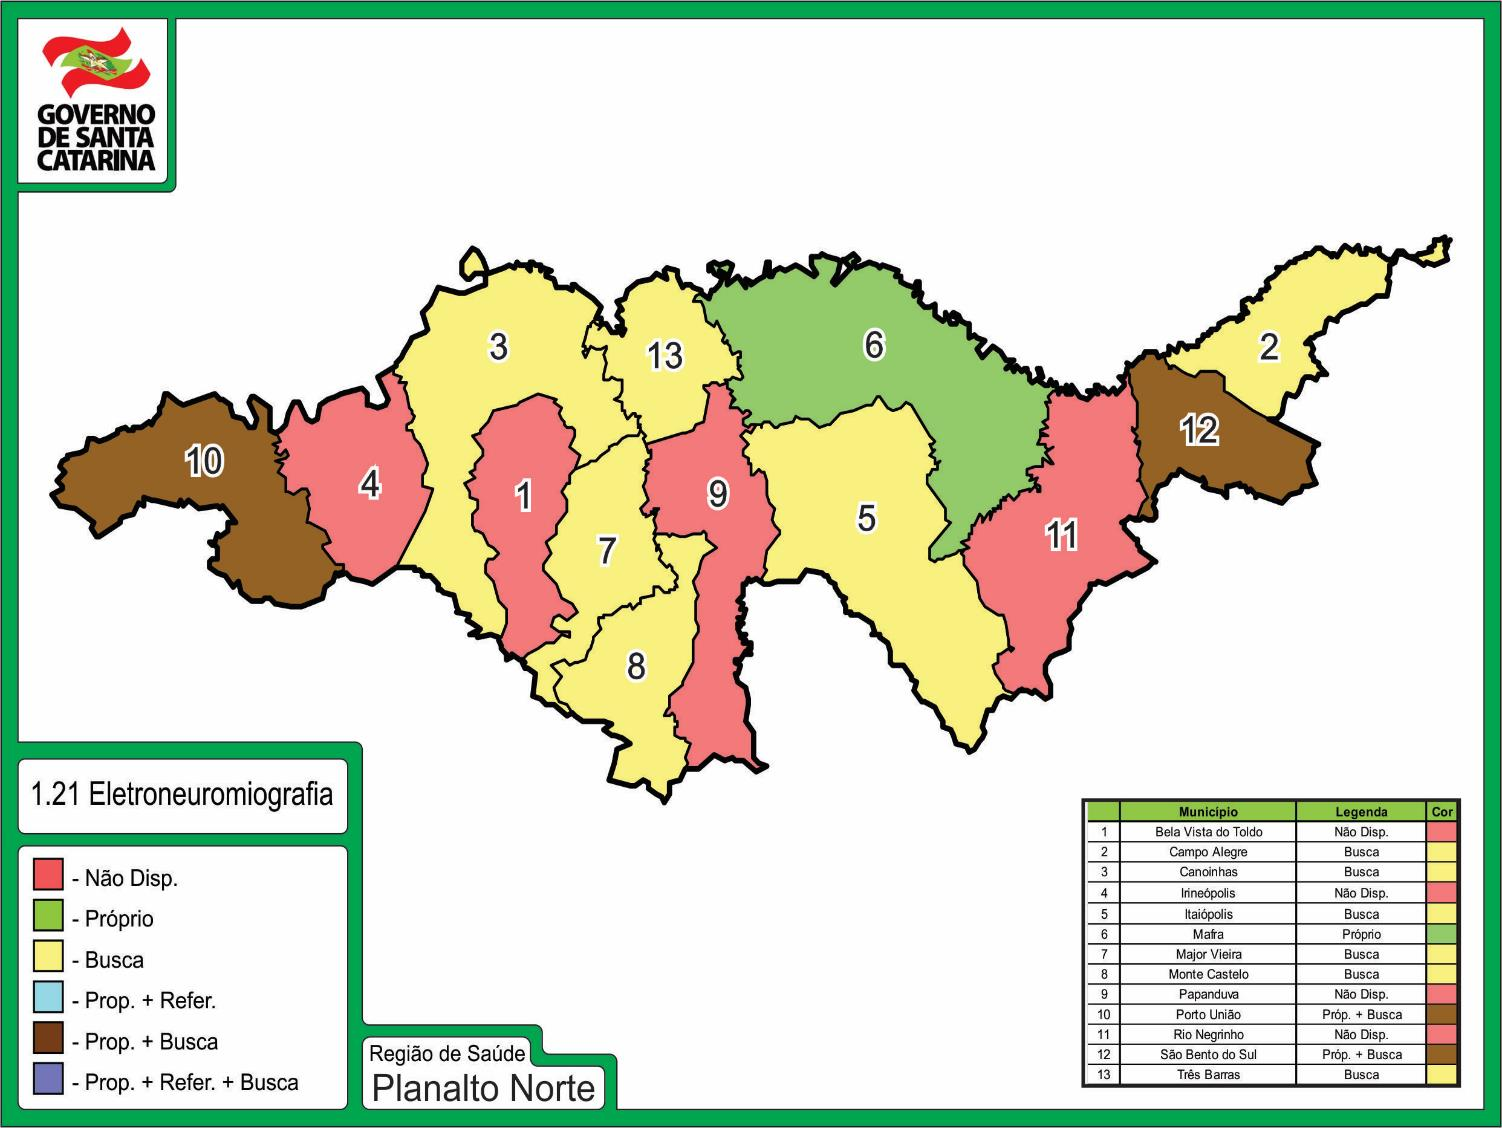 GOVERNO
DE SANTA
CATARINA
3
13
6
2
10
4
1
9
5
12
11
7
8
1.21 Eletroneuromiografia
- Não Disp.
- Próprio
- Busca
- Prop. + Refer.
- Prop. + Busca
- Prop. + Refer. + Busca
Região de Saúde
Planalto Norte
Município Legenda Cor
1 Bela Vista do Toldo Não Disp.
2 Campo Alegre Busca
3 Canoinhas Busca
4 Irineópolis Não Disp.
5 Itaiópolis Busca
6 Mafra Próprio
7 Major Vieira Busca
8 Monte Castelo Busca
9 Papanduva Não Disp.
10 Porto União Próp. + Busca
11 Rio Negrinho Não Disp.
12 São Bento do Sul Próp. + Busca
13 Três Barras Busca